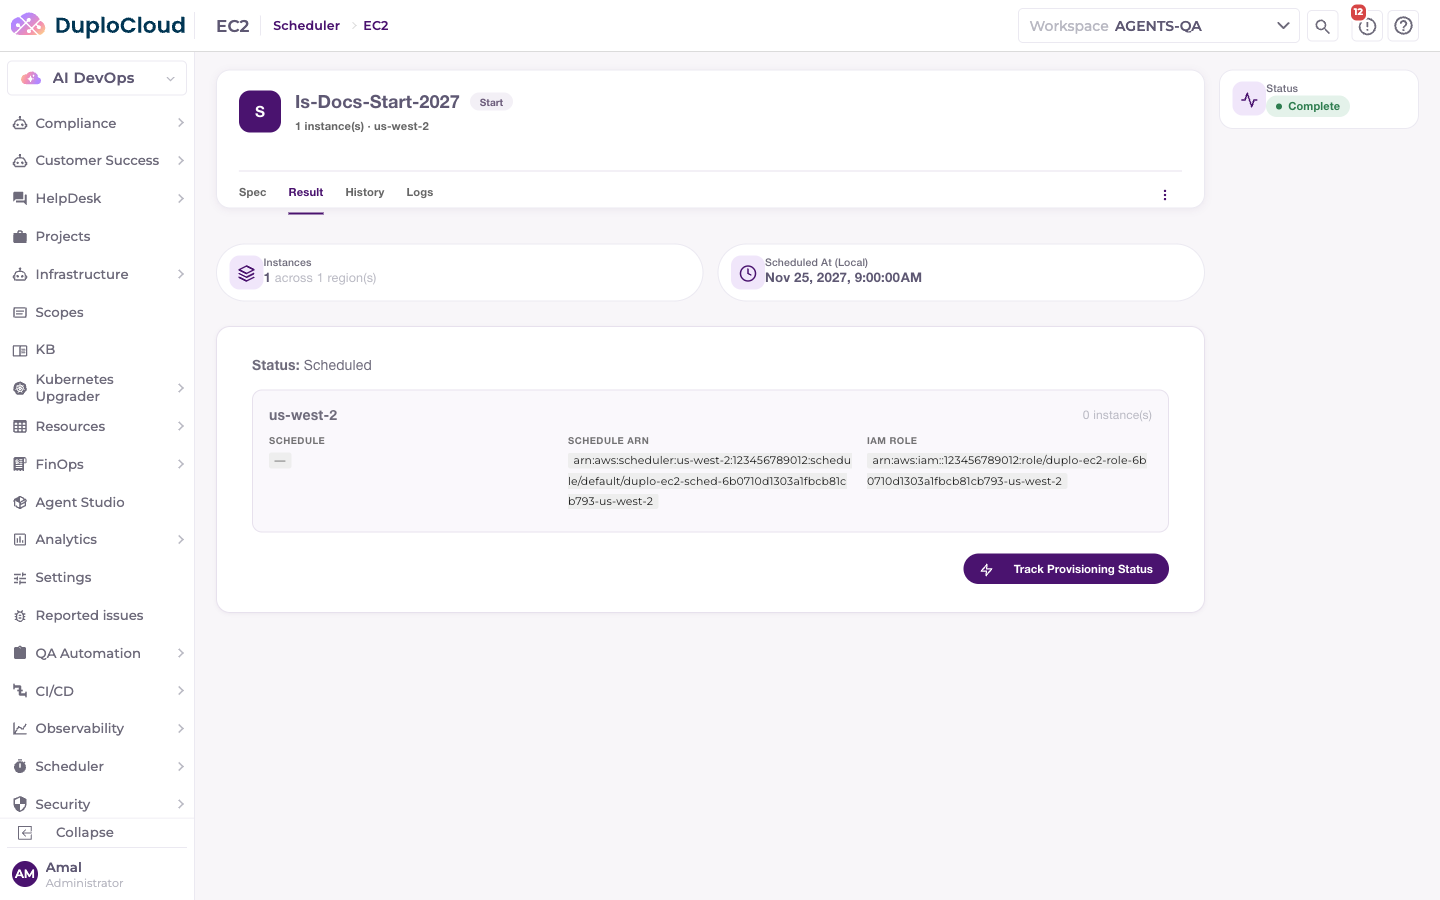 DuploCloud
EC2
Scheduler
EC2
Workspace AGENTS-QA
12
AI DevOps
Compliance
Customer Success
HelpDesk
Projects
Infrastructure
Scopes
KB
Kubernetes
Upgrader
Resources
FinOps
Agent Studio
Analytics
Settings
Reported issues
QA Automation
CI/CD
Observability
Scheduler
Security
Collapse
AM
Amal
Administrator
S
Is-Docs-Start-2027
Start
1 instance(s) · us-west-2
Spec
Result
History
Logs
Status
Complete
Instances
1 across 1 region(s)
Scheduled At (Local)
Nov 25, 2027, 9:00:00AM
Status: Scheduled
us-west-2
0 instance(s)
SCHEDULE
—
SCHEDULE ARN
arn:aws:scheduler:us-west-2:123456789012:schedu
le/default/duplo-ec2-sched-6b0710d1303a1fbcb81c
b793-us-west-2
IAM ROLE
arn:aws:iam::123456789012:role/duplo-ec2-role-6b
0710d1303a1fbcb81cb793-us-west-2
Track Provisioning Status